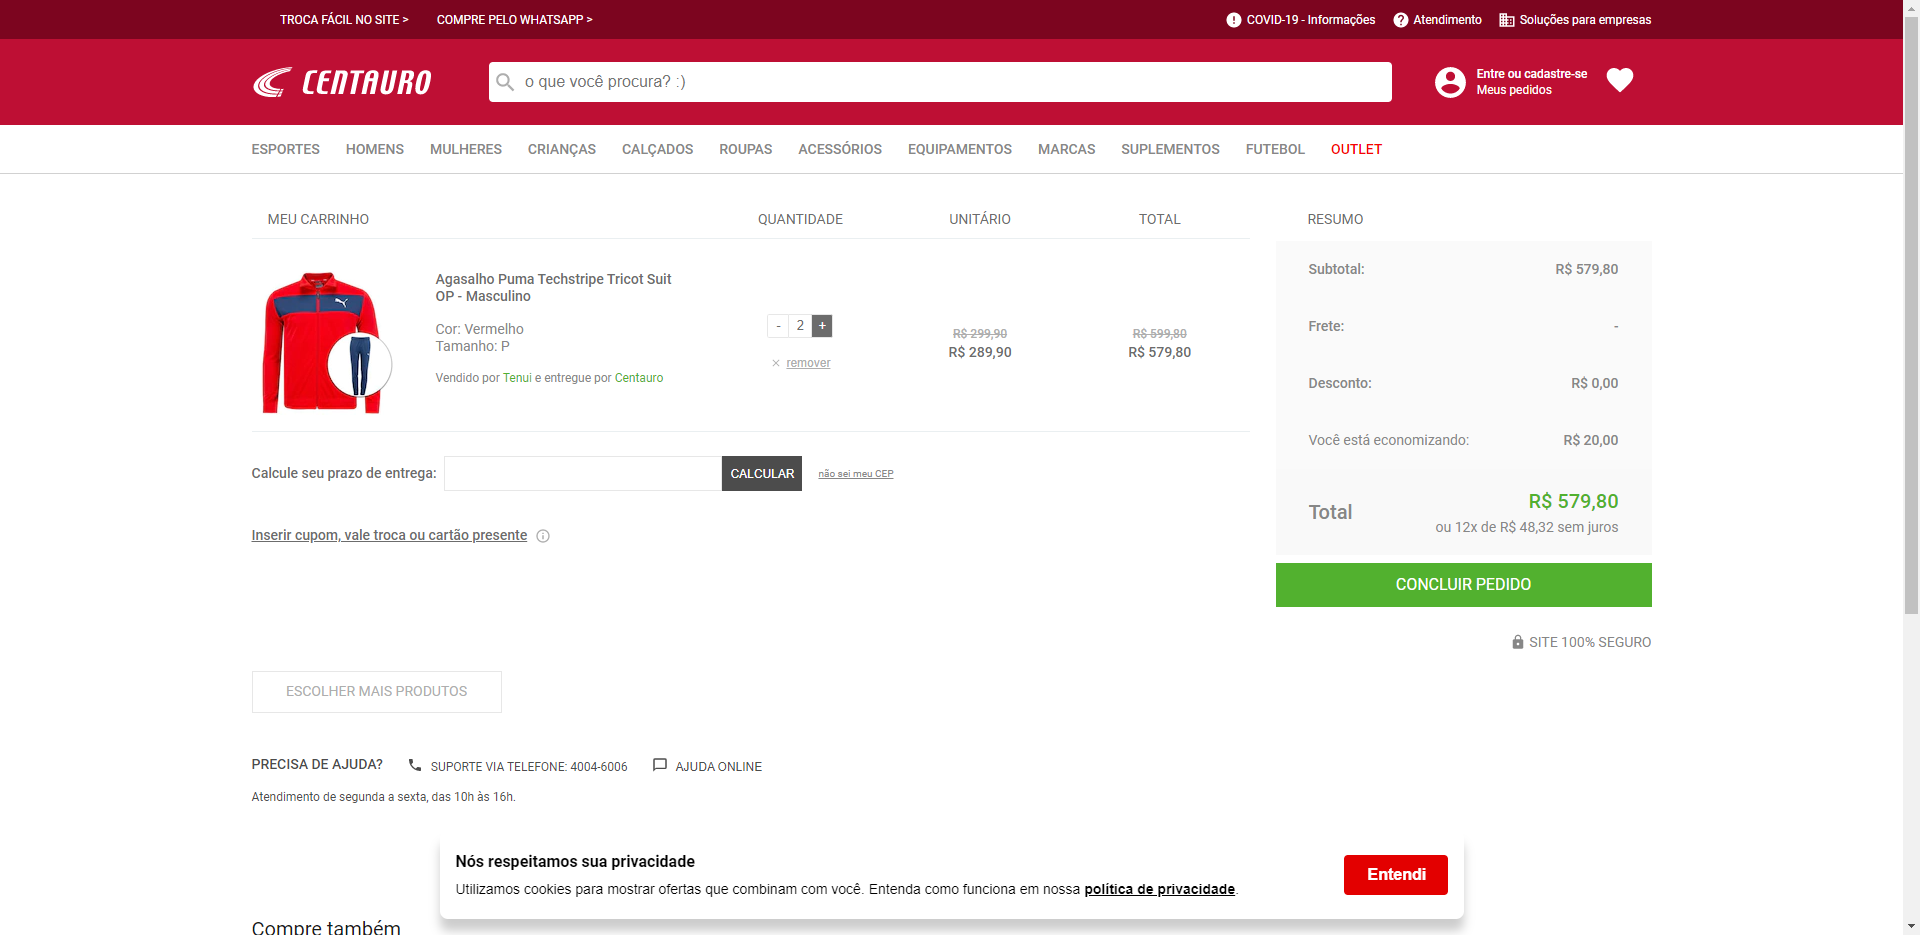 TROCA FÁCIL NO SITE > COMPRE PELO WHATSAPP > COVID-19 - Informações Atendimento Soluções para empresas
CENTAURO o que você procura? :) Entre ou cadastre-se
Meus pedidos
ESPORTES HOMENS MULHERES CRIANÇAS CALÇADOS ROUPAS ACESSÓRIOS EQUIPAMENTOS MARCAS SUPLEMENTOS FUTEBOL OUTLET
MEU CARRINHO QUANTIDADE UNITÁRIO TOTAL
Agasalho Puma Techstripe Tricot Suit
OP - Masculino
Cor: Vermelho
Tamanho: P
Vendido por Tenui e entregue por Centauro
- 2 +
× remover
R$ 299,90
R$ 289,90
R$ 599,80
R$ 579,80
Calcule seu prazo de entrega: CALCULAR não sei meu CEP
Inserir cupom, vale troca ou cartão presente
RESUMO
Subtotal: R$ 579,80
Frete: -
Desconto: R$ 0,00
Você está economizando: R$ 20,00
Total R$ 579,80
ou 12x de R$ 48,32 sem juros
CONCLUIR PEDIDO
SITE 100% SEGURO
ESCOLHER MAIS PRODUTOS
PRECISA DE AJUDA? SUPORTE VIA TELEFONE: 4004-6006 AJUDA ONLINE
Atendimento de segunda a sexta, das 10h às 16h.
Nós respeitamos sua privacidade
Utilizamos cookies para mostrar ofertas que combinam com você. Entenda como funciona em nossa política de privacidade.
Entendi
Compre também